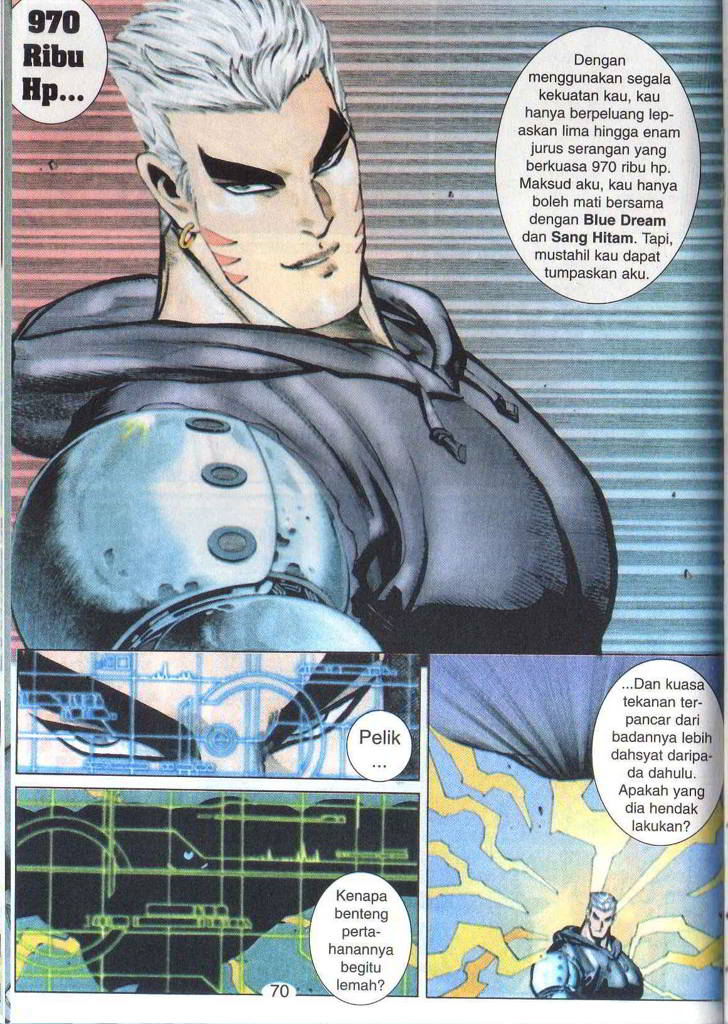 970
Ribu
Hp...
Dengan
menggunakan segala
kekuatan kau, kau
hanya berpeluang lep-
askan lima hingga enam
jurus serangan yang
berkuasa 970 ribu hp.
Maksud aku, kau hanya
boleh mati bersama
dengan Blue Dream
dan Sang Hitam. Tapi,
mustahil kau dapat
tumpaskan aku.
Pelik
...
Kenapa
benteng
perta-
hanannya
begitu
lemah?
...Dan kuasa
tekanan ter-
pancar dari
badannya lebih
dahsyat daripa-
da dahulu.
Apakah yang
dia hendak
lakukan?
70